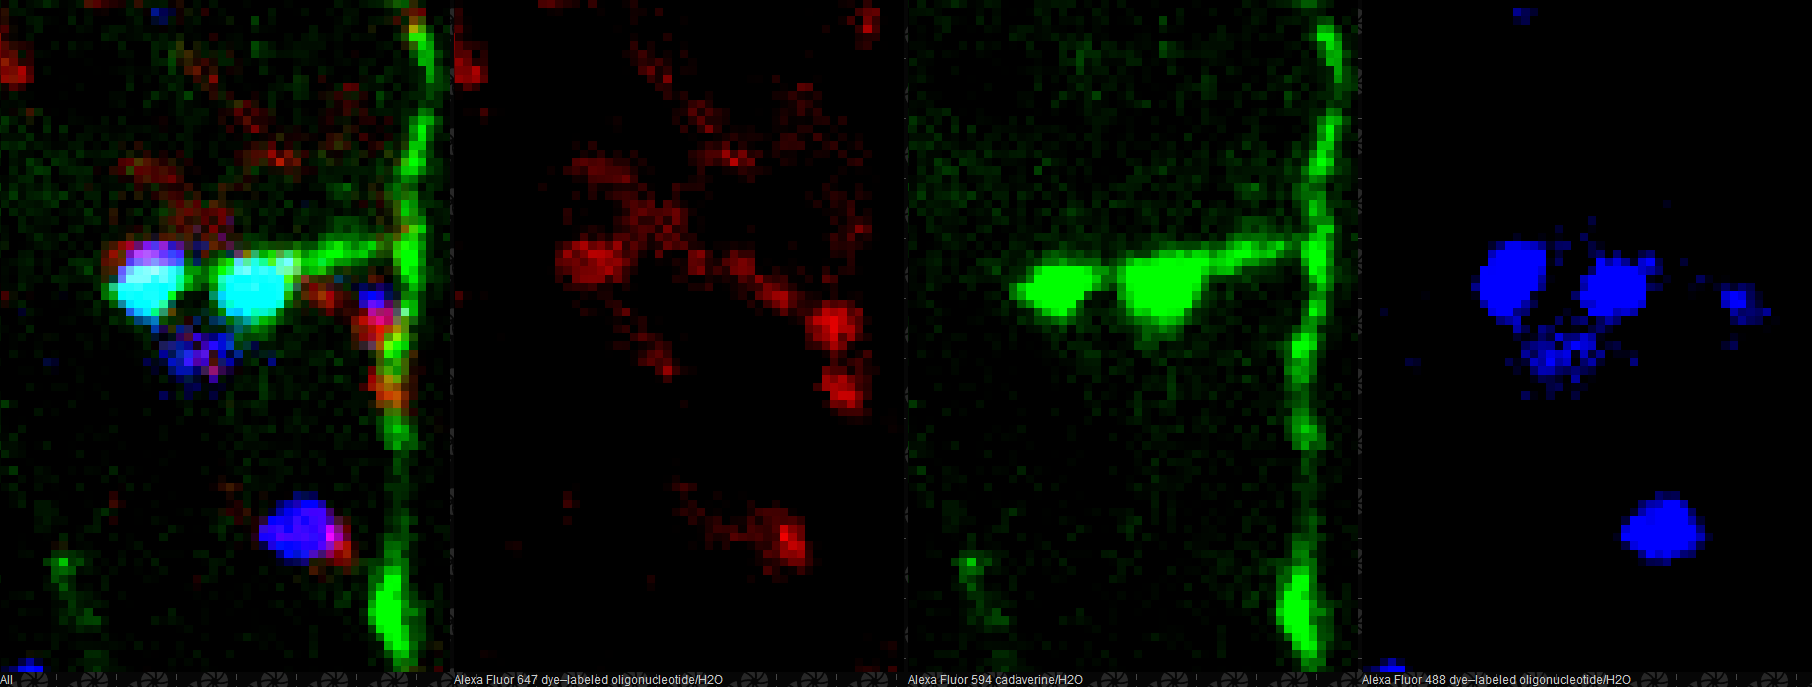 All
Alexa Fluor 647 dye–labeled oligonucleotide/H2O
Alexa Fluor 594 cadaverine/H2O
Alexa Fluor 488 dye–labeled oligonucleotide/H2O